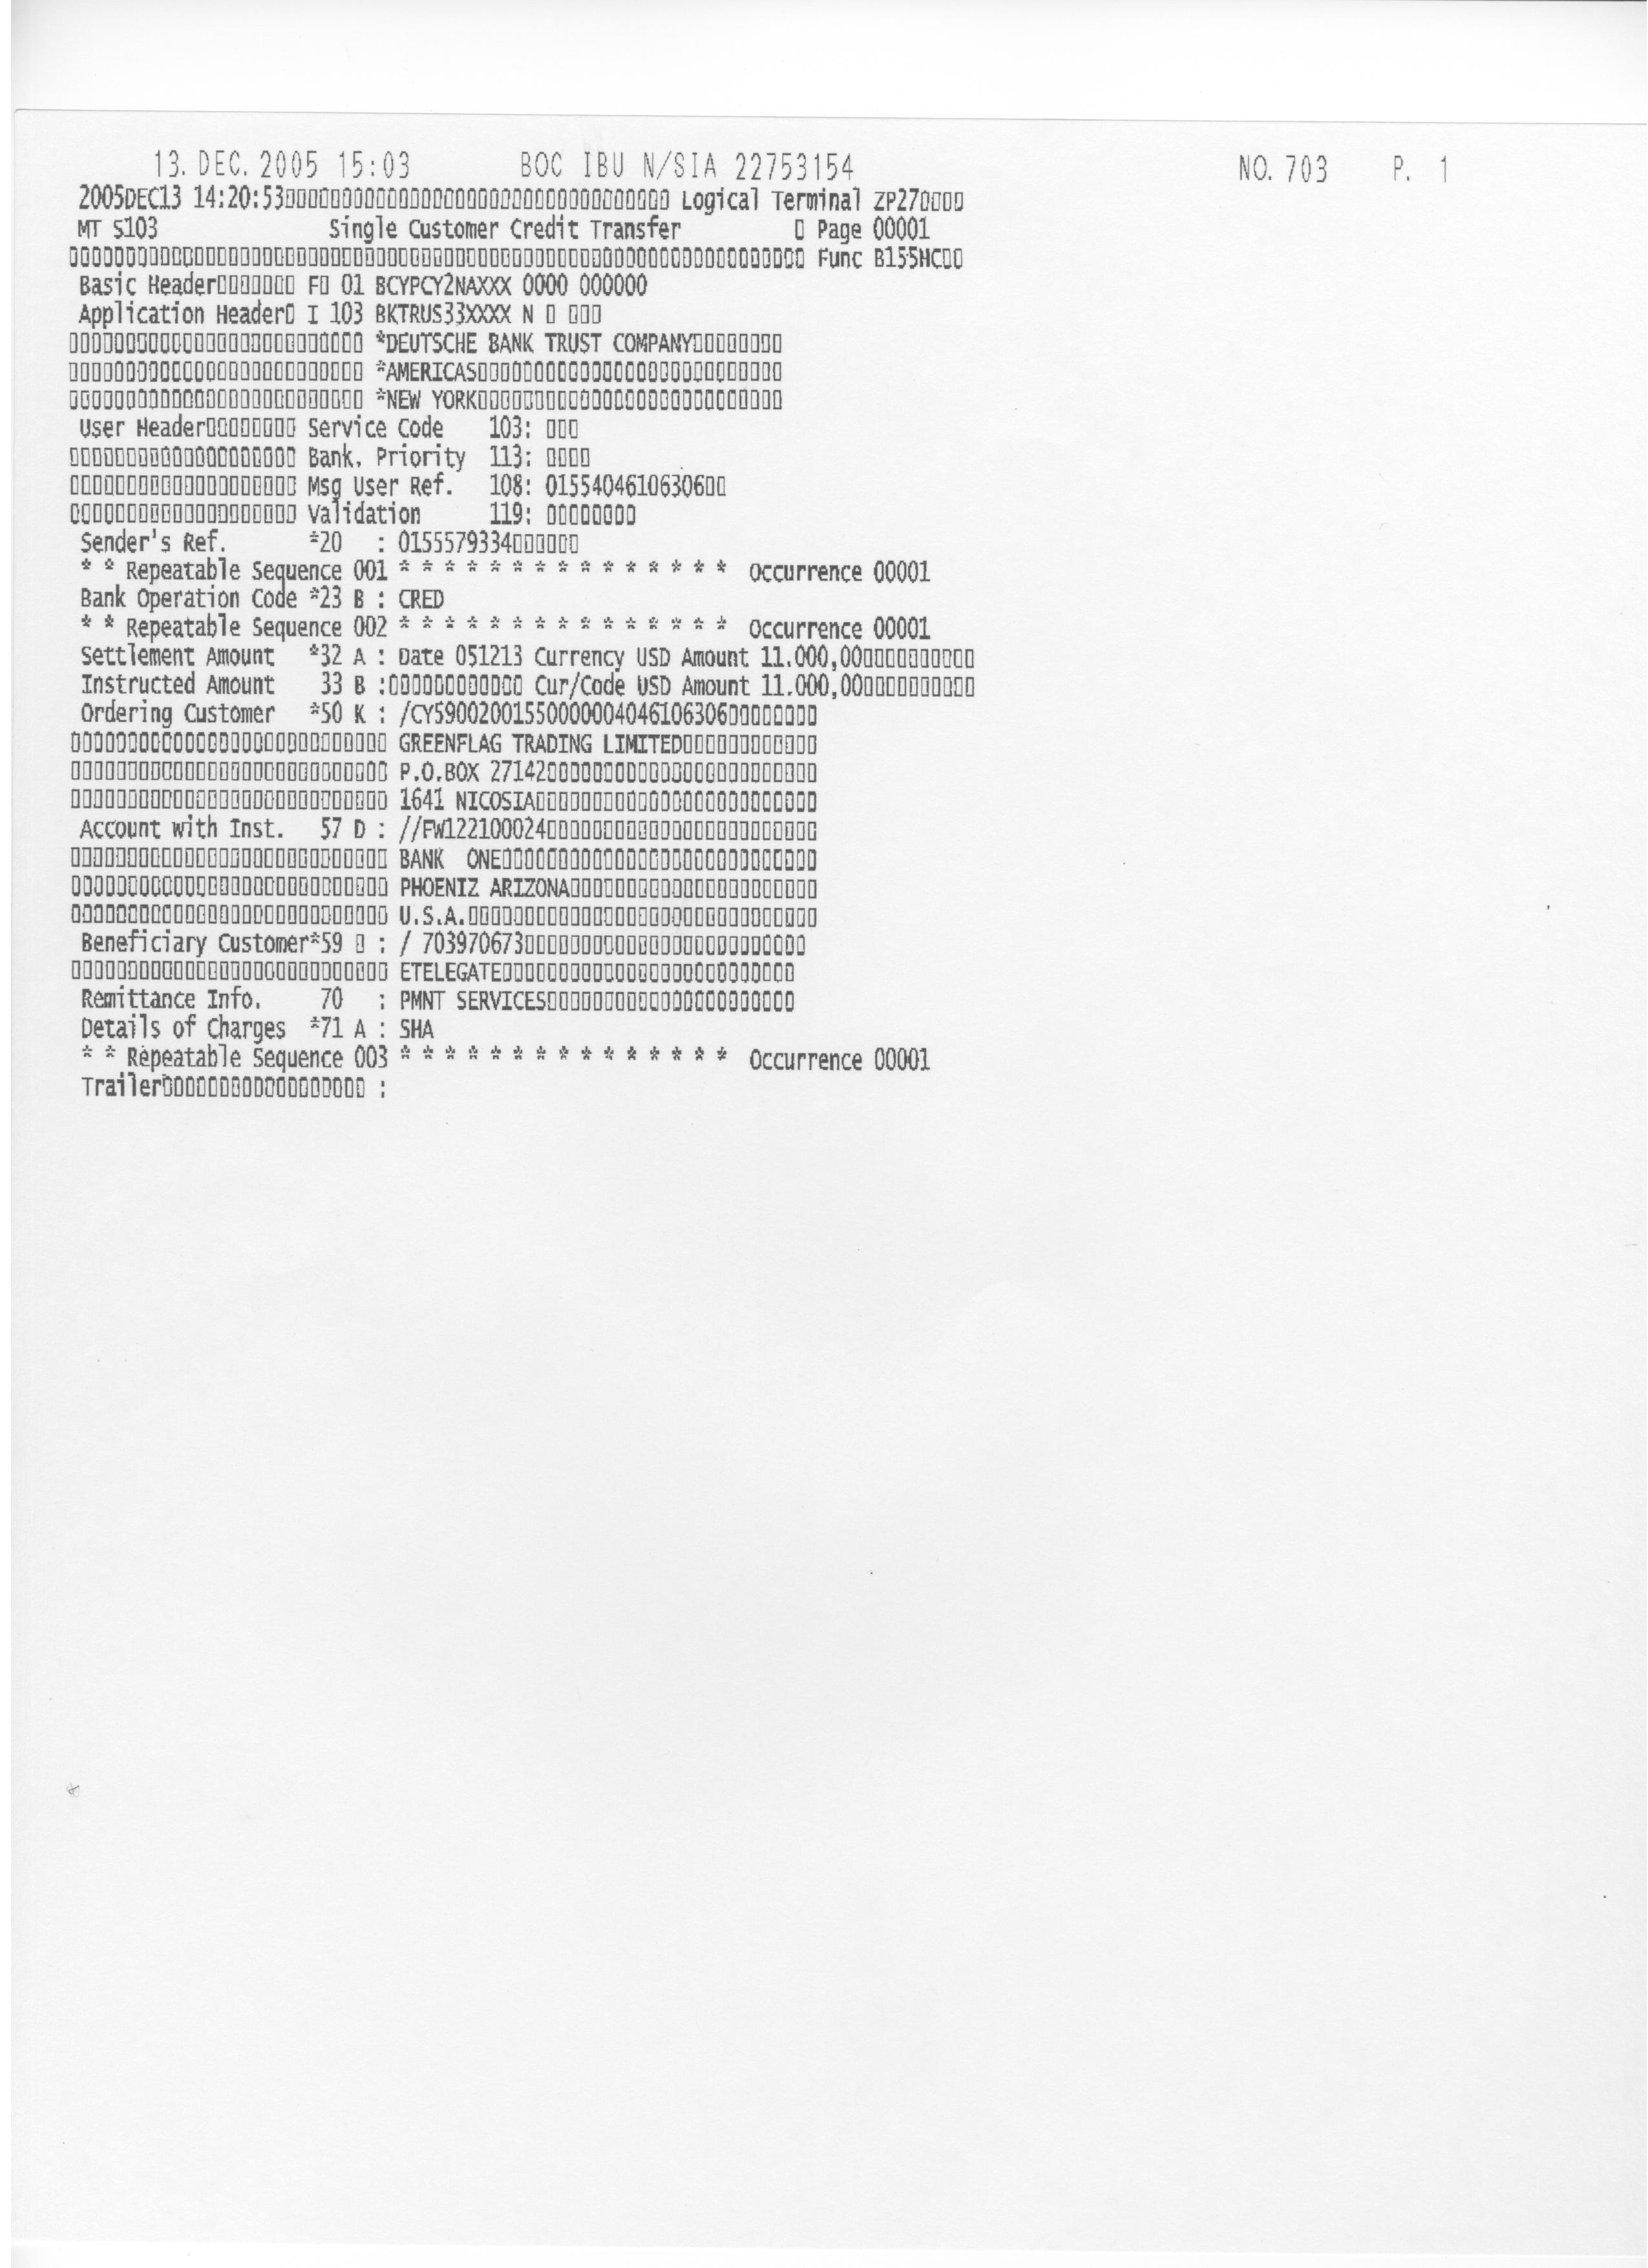 13. DEC. 2005 15:03 BOC IBU N/SIA 22753154 NO. 703 P. 1
2005DEC13 14:20:53 Logical Terminal ZP27
MT S103 Single Customer Credit Transfer Page 00001
Func B155HC
Basic Header F 01 BCYPCY2NAXXX 0000 000000
Application Header I 103 BKTRUS33XXXX N
*DEUTSCHE BANK TRUST COMPANY
*AMERICAS
*NEW YORK
User Header Service Code 103:
Bank. Priority 113:
Msg User Ref. 108: 0155404610630 6
Validation 119:
Sender's Ref. *20 : 0155579334
* * Repeatable Sequence 001 * * * * * * * * * * * * * * * Occurrence 00001
Bank Operation Code *23 B : CRED
* * Repeatable Sequence 002 * * * * * * * * * * * * * * * Occurrence 00001
Settlement Amount *32 A : Date 051213 Currency USD Amount 11.000,00
Instructed Amount 33 B : Cur/Code USD Amount 11.000,00
Ordering Customer *50 K : /CY59002001550000004046106306
GREENFLAG TRADING LIMITED
P.O.BOX 27142
1641 NICOSIA
Account with Inst. 57 D : //FW122100024
BANK ONE
PHOENIZ ARIZONA
U.S.A.
Beneficiary Customer*59 : / 703970673
ETELEGATE
Remittance Info. 70 : PMNT SERVICES
Details of Charges *71 A : SHA
* * Repeatable Sequence 003 * * * * * * * * * * * * * * * Occurrence 00001
Trailer :